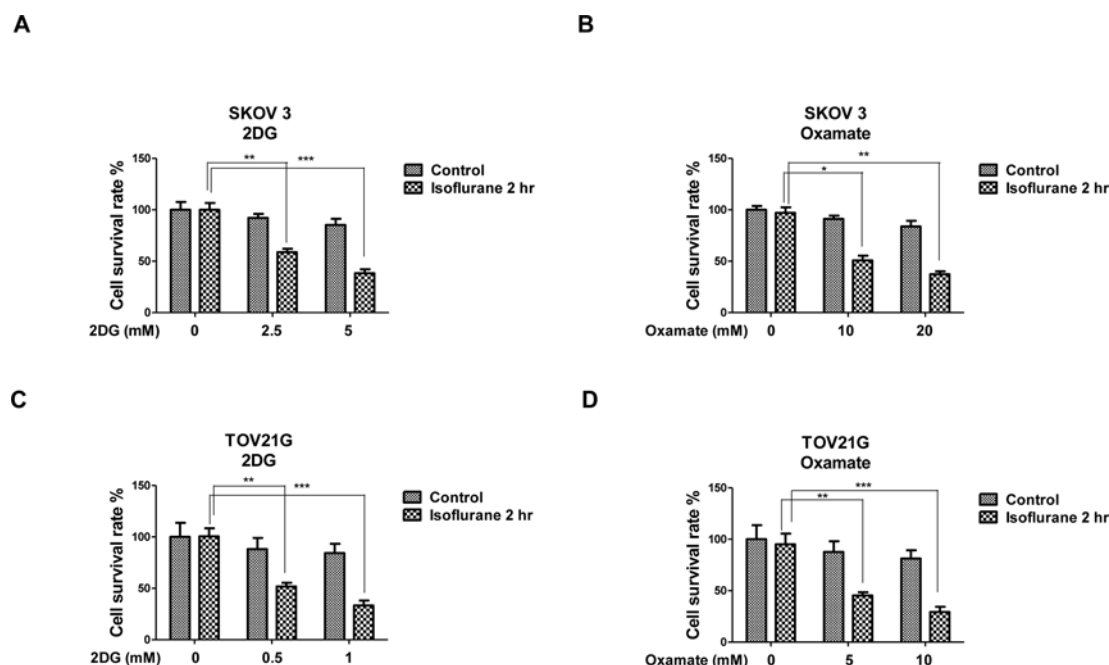 A
SKOV 3
2DG
** ***
Cell survival rate %
150
100
50
0
2DG (mM) 0 2.5 5
Control
Isoflurane 2 hr
B
SKOV 3
Oxamate
* **
Cell survival rate %
150
100
50
0
Oxamate (mM) 0 10 20
Control
Isoflurane 2 hr
C
TOV21G
2DG
** ***
Cell survival rate %
150
100
50
0
2DG (mM) 0 0.5 1
Control
Isoflurane 2 hr
D
TOV21G
Oxamate
** ***
Cell survival rate %
150
100
50
0
Oxamate (mM) 0 5 10
Control
Isoflurane 2 hr